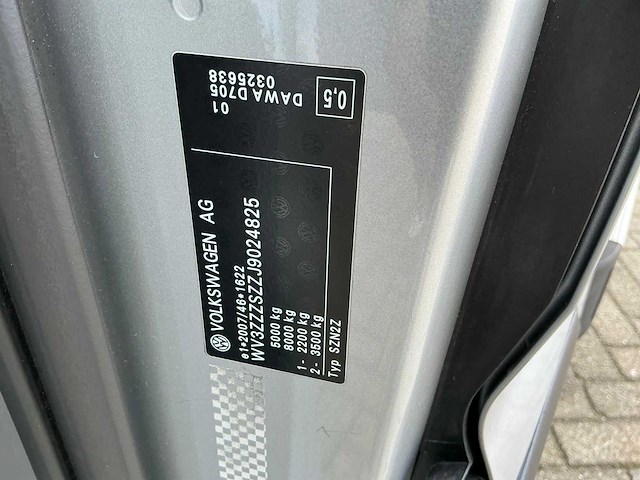 VOLKSWAGEN AG
e1*2007/46*1622
WV3ZZZSZZJ9024825
5000 kg
8000 kg
1- 2200 kg
2- 3500 kg
Typ SZN2Z
01
DAWA D705
0325638
0,5